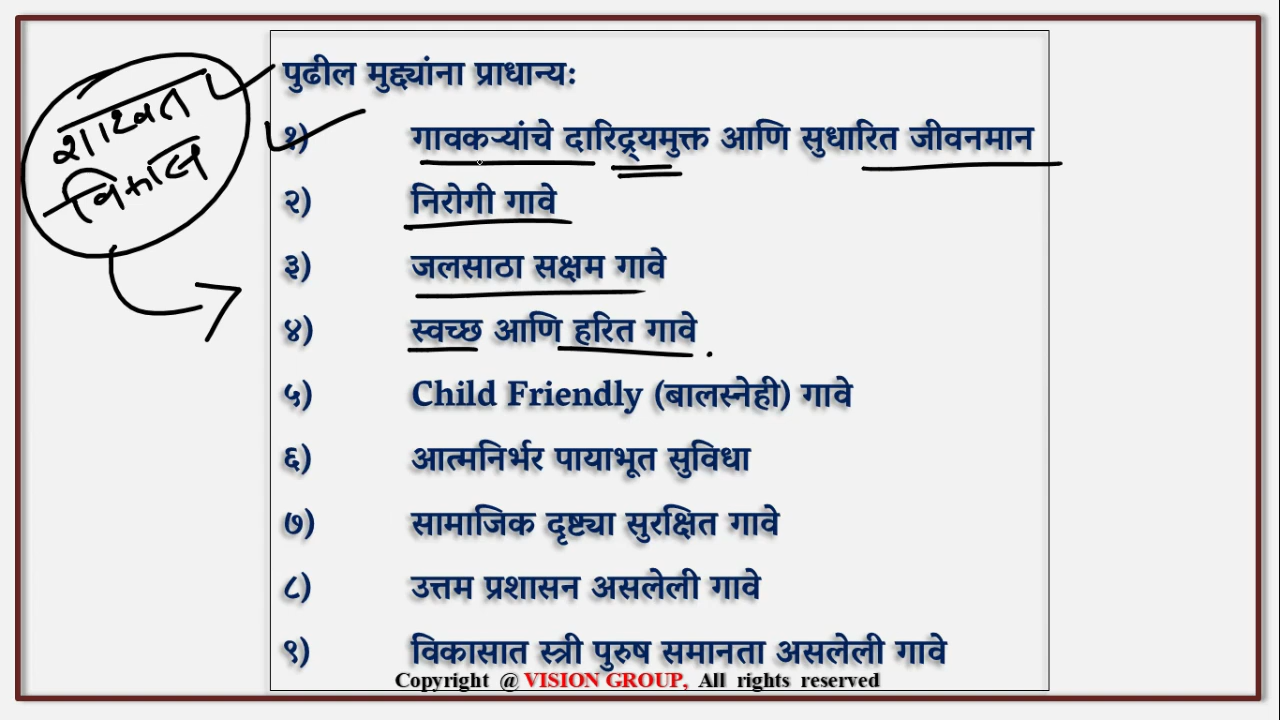 शाश्वत
विकास
पुढील मुद्द्यांना प्राधान्य:
१) गावकऱ्यांचे दारिद्र्यमुक्त आणि सुधारित जीवनमान
२) निरोगी गावे
३) जलसाठा सक्षम गावे
४) स्वच्छ आणि हरित गावे
५) Child Friendly (बालस्नेही) गावे
६) आत्मनिर्भर पायाभूत सुविधा
७) सामाजिक दृष्ट्या सुरक्षित गावे
८) उत्तम प्रशासन असलेली गावे
९) विकासात स्त्री पुरुष समानता असलेली गावे
Copyright @ VISION GROUP, All rights reserved